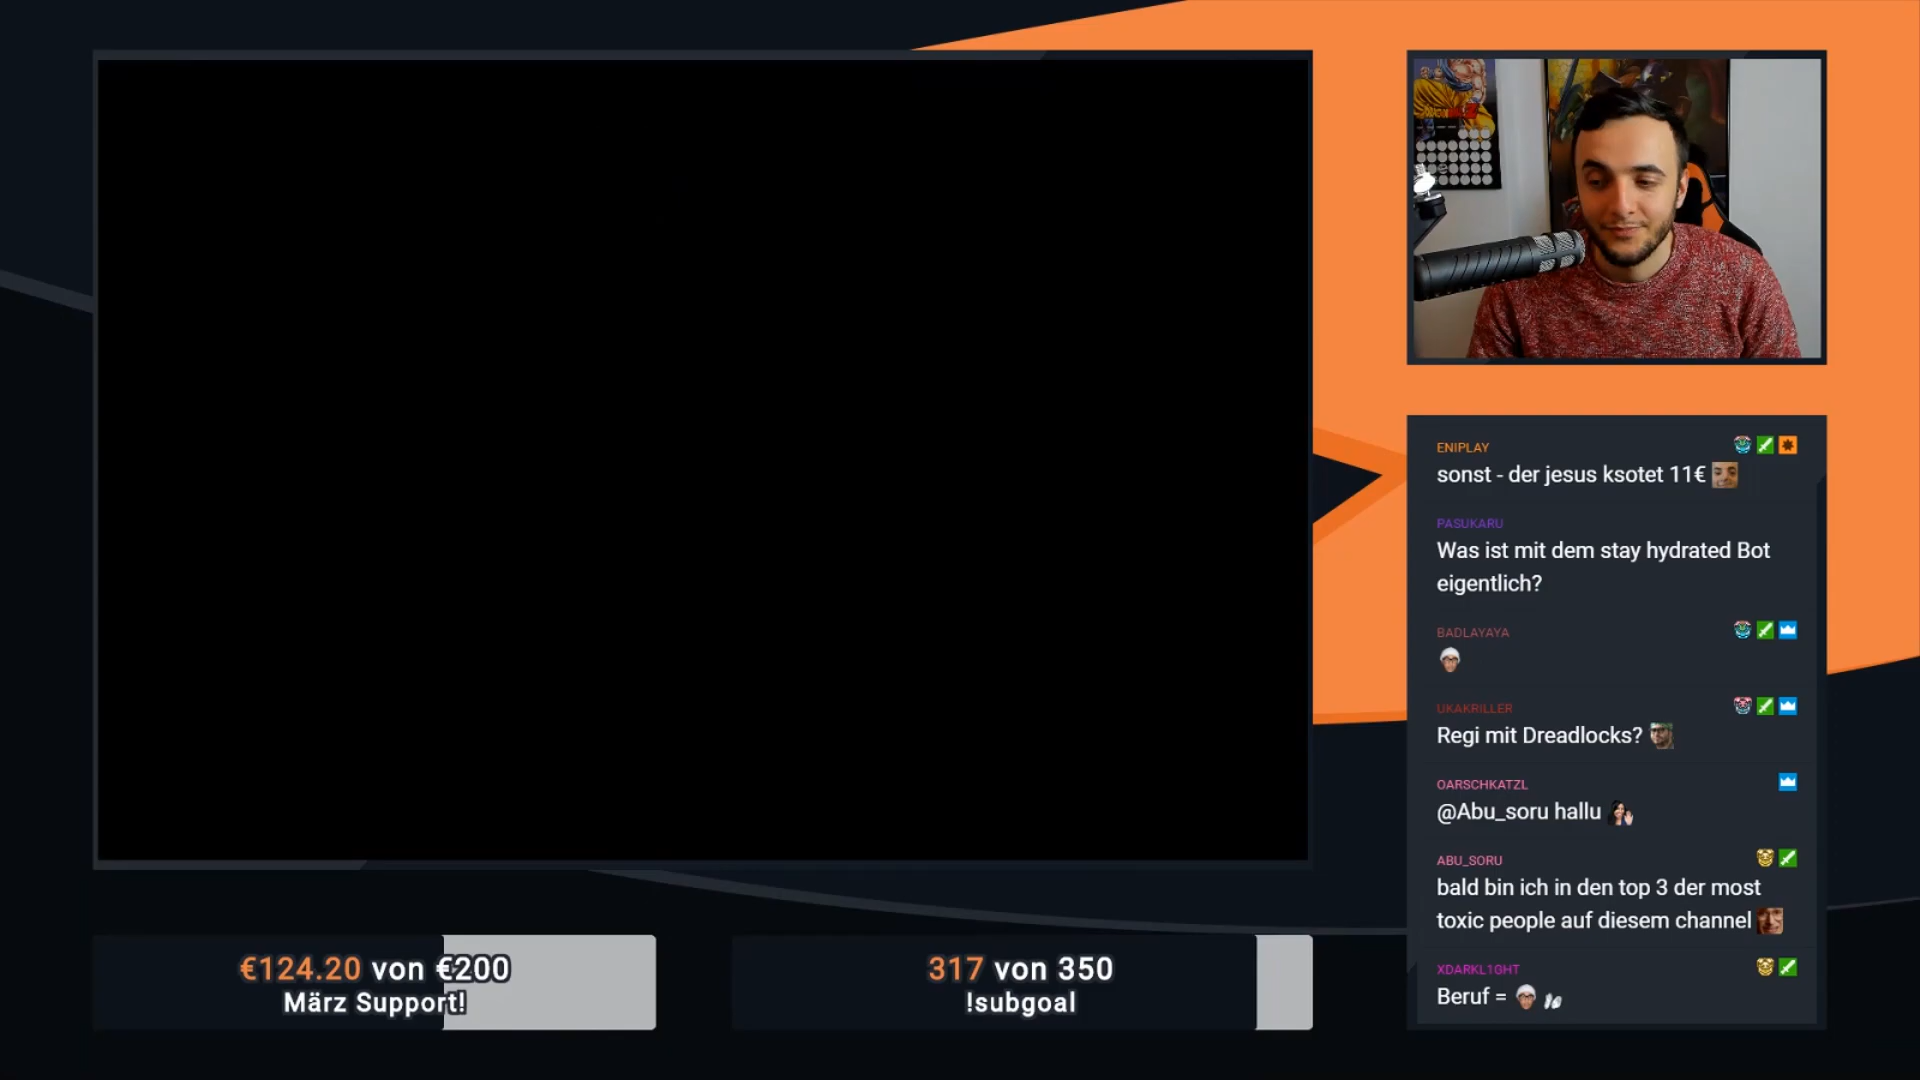 ENIPLAY
sonst - der jesus ksotet 11€
PASUKARU
Was ist mit dem stay hydrated Bot
eigentlich?
BADLAYAYA
UKAKRILLER
Regi mit Dreadlocks?
OARSCHKATZL
@Abu_soru hallu
ABU_SORU
bald bin ich in den top 3 der most
toxic people auf diesem channel
XDARKL1GHT
Beruf =
€124.20 von €200
März Support!
317 von 350
!subgoal